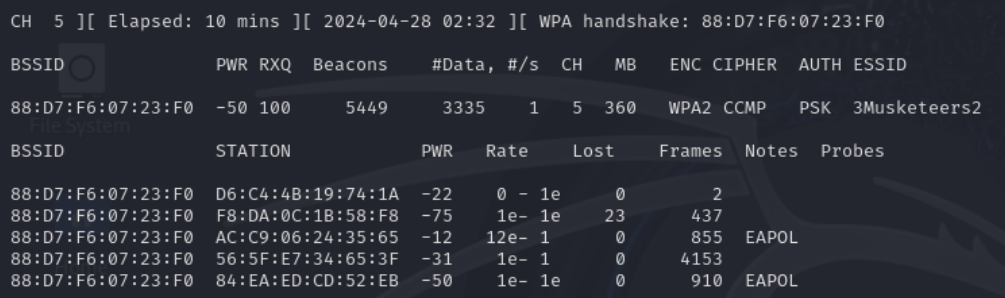 CH  5 ][ Elapsed: 10 mins ][ 2024-04-28 02:32 ][ WPA handshake: 88:D7:F6:07:23:F0
BSSID              PWR RXQ  Beacons    #Data, #/s  CH   MB   ENC CIPHER  AUTH ESSID
88:D7:F6:07:23:F0  -50 100     5449     3335    1   5  360   WPA2 CCMP   PSK  3Musketeers2
File System
BSSID              STATION            PWR   Rate    Lost    Frames  Notes  Probes
88:D7:F6:07:23:F0  D6:C4:4B:19:74:1A  -22    0 - 1e     0        2
88:D7:F6:07:23:F0  F8:DA:0C:1B:58:F8  -75    1e- 1e    23      437
88:D7:F6:07:23:F0  AC:C9:06:24:35:65  -12   12e- 1      0      855  EAPOL
88:D7:F6:07:23:F0  56:5F:E7:34:65:3F  -31    1e- 1      0     4153
88:D7:F6:07:23:F0  84:EA:ED:CD:52:EB  -50    1e- 1e     0      910  EAPOL